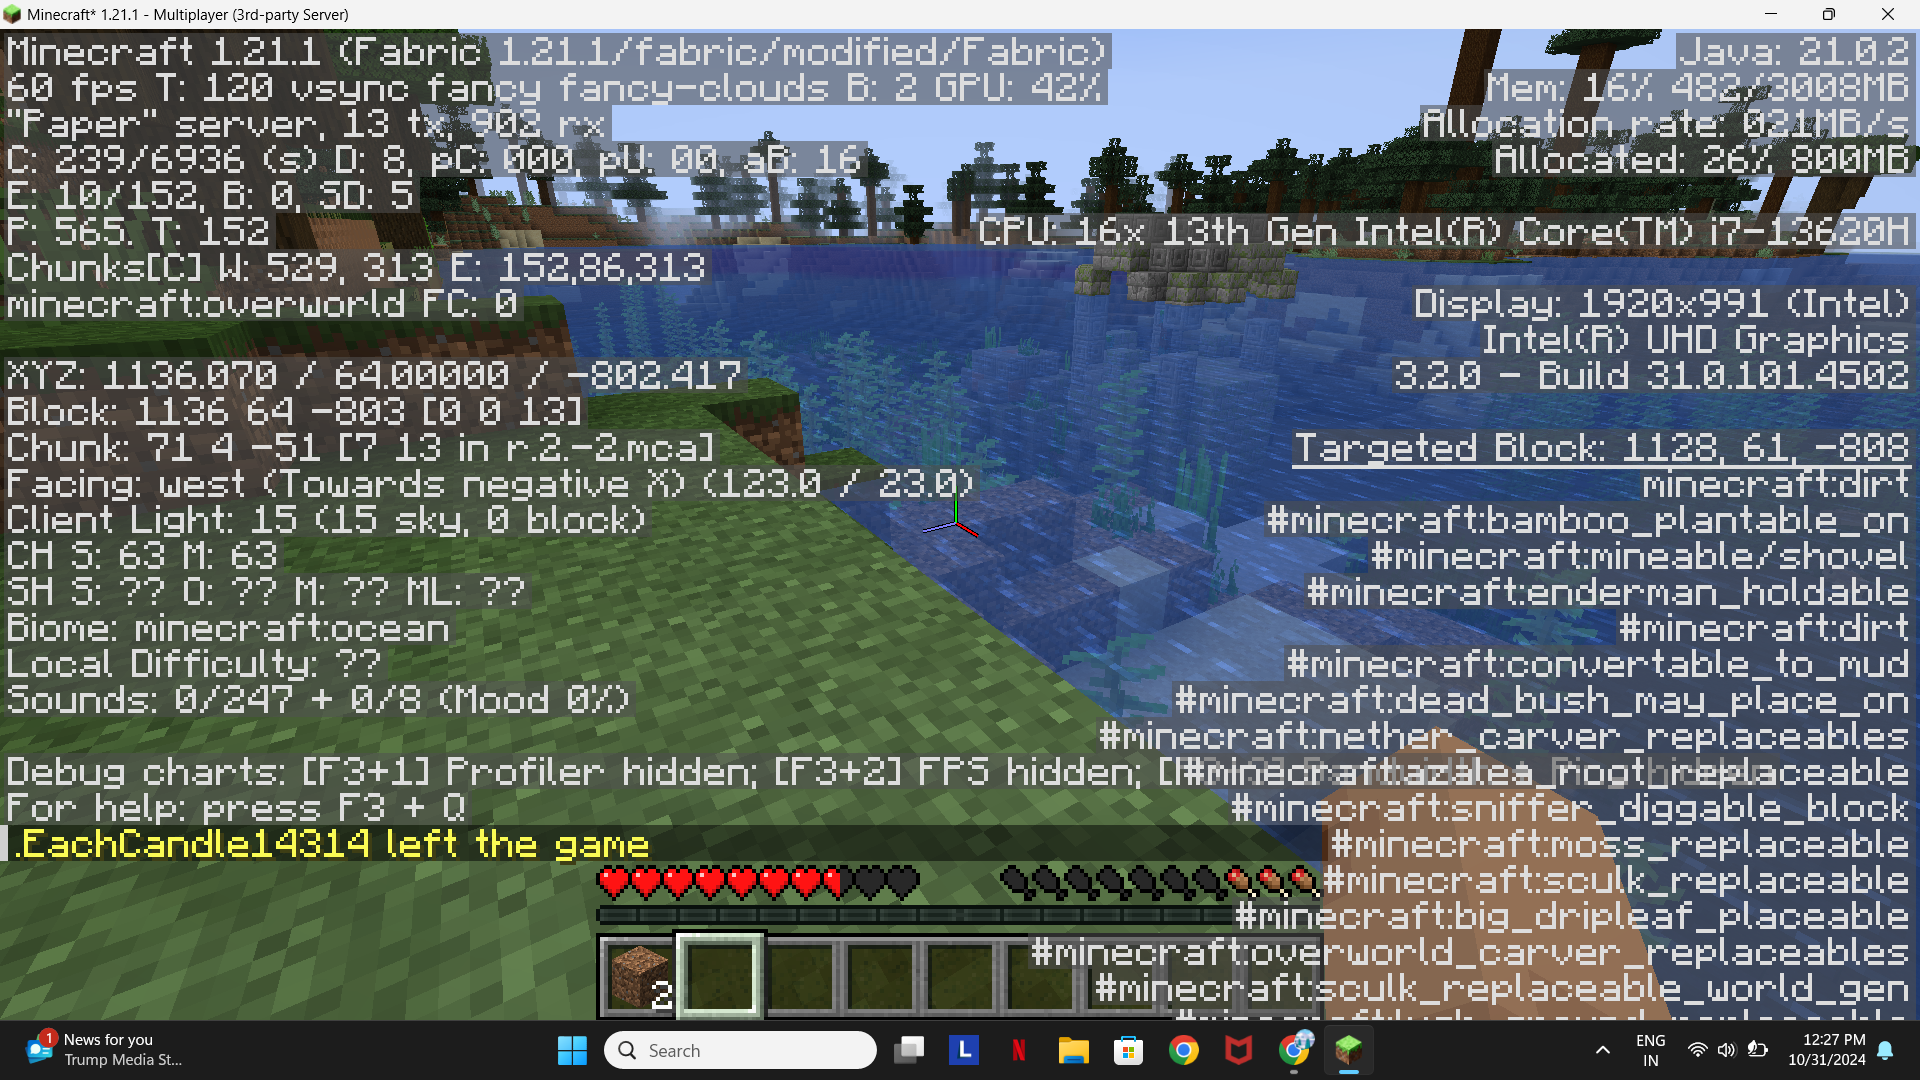 Minecraft* 1.21.1 - Multiplayer (3rd-party Server)
Minecraft 1.21.1 (Fabric 1.21.1/fabric/modified/Fabric)
60 fps T: 120 vsync fancy fancy-clouds B: 2 GPU: 42%
"Paper" server, 13 tx, 902 rx
C: 239/6936 (s) D: 8, pC: 000 pU: 00, aB: 16
E: 10/152, B: 0, SD: 5
P: 565. T: 152
Chunks[C] W: 529, 313 E: 152,86,313
minecraft:overworld FC: 0
XYZ: 1136.070 / 64.00000 / -802.417
Block: 1136 64 -803 [0 0 13]
Chunk: 71 4 -51 [7 13 in r.2.-2.mca]
Facing: west (Towards negative X) (123.0 / 23.0)
Client Light: 15 (15 sky, 0 block)
CH S: 63 M: 63
SH S: ?? O: ?? M: ?? ML: ??
Biome: minecraft:ocean
Local Difficulty: ??
Sounds: 0/247 + 0/8 (Mood 0%)
Debug charts: [F3+1] Profiler hidden; [F3+2] FPS hidden;
For help: press F3 + Q
.EachCandle14314 left the game
Java: 21.0.2
Mem: 16% 482/3008MB
Allocation rate: 021MB/s
Allocated: 26% 800MB
CPU: 16x 13th Gen Intel(R) Core(TM) i7-13620H
Display: 1920x991 (Intel)
Intel(R) UHD Graphics
3.2.0 - Build 31.0.101.4502
Targeted Block: 1128, 61, -808
minecraft:dirt
#minecraft:bamboo_plantable_on
#minecraft:mineable/shovel
#minecraft:enderman_holdable
#minecraft:dirt
#minecraft:convertable_to_mud
#minecraft:dead_bush_may_place_on
#minecraft:nether_carver_replaceables
#minecraft:azalea_root_replaceable
#minecraft:sniffer_diggable_block
#minecraft:moss_replaceable
#minecraft:sculk_replaceable
#minecraft:big_dripleaf_placeable
#minecraft:overworld_carver_replaceables
#minecraft:sculk_replaceable_world_gen
2
1
News for you
Trump Media St...
Search
L
N
ENG
IN
12:27 PM
10/31/2024